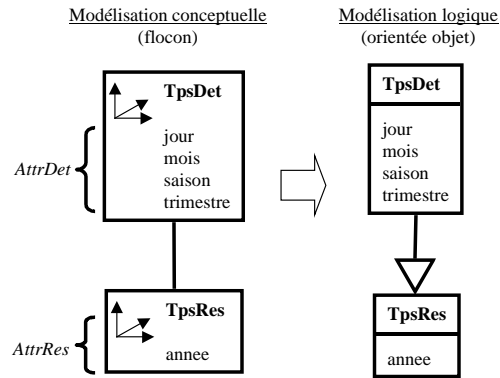 Modélisation conceptuelle
(flocon)
TpsDet
jour
mois
saison
trimestre
AttrDet
TpsRes
annee
AttrRes
Modélisation logique
(orientée objet)
TpsDet
jour
mois
saison
trimestre
TpsRes
annee